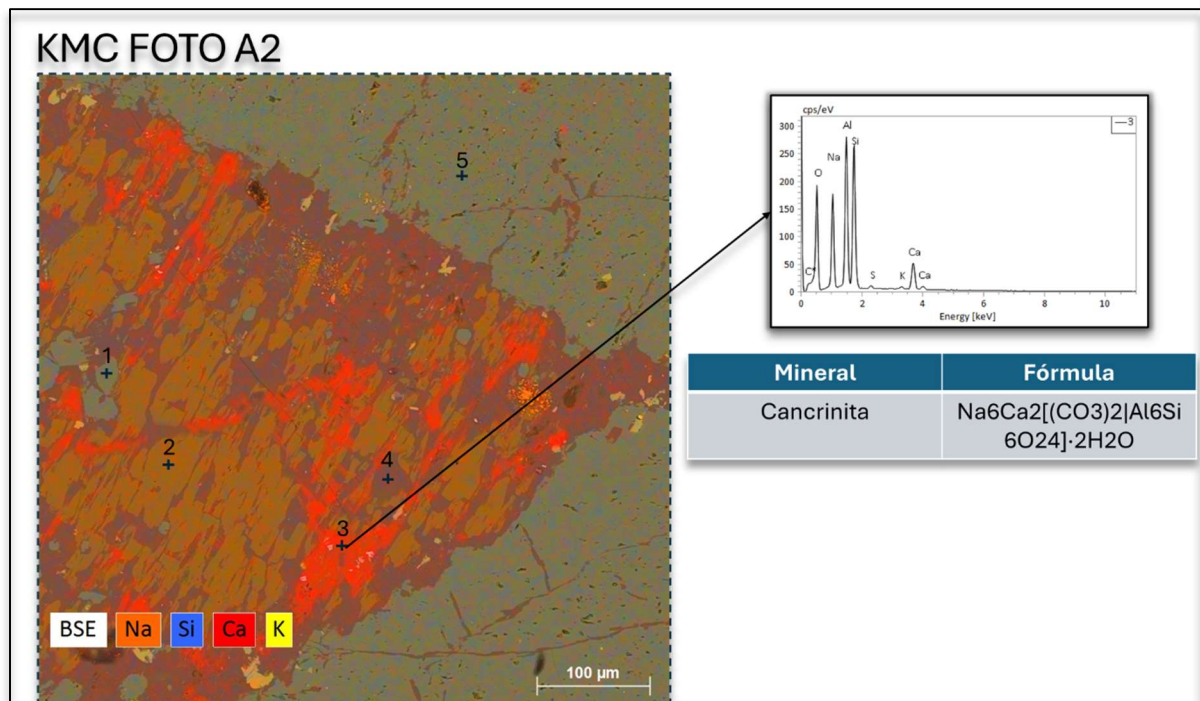 KMC FOTO A2
5
1
2
4
3
BSE Na Si Ca K
100 µm
cps/eV
3
300
250
200
150
100
50
0
C*
O
Na
Al
Si
S
K
Ca
Ca
0 2 4 6 8 10
Energy [keV]
Mineral Fórmula
Cancrinita Na6Ca2[(CO3)2|Al6Si
6O24]·2H2O